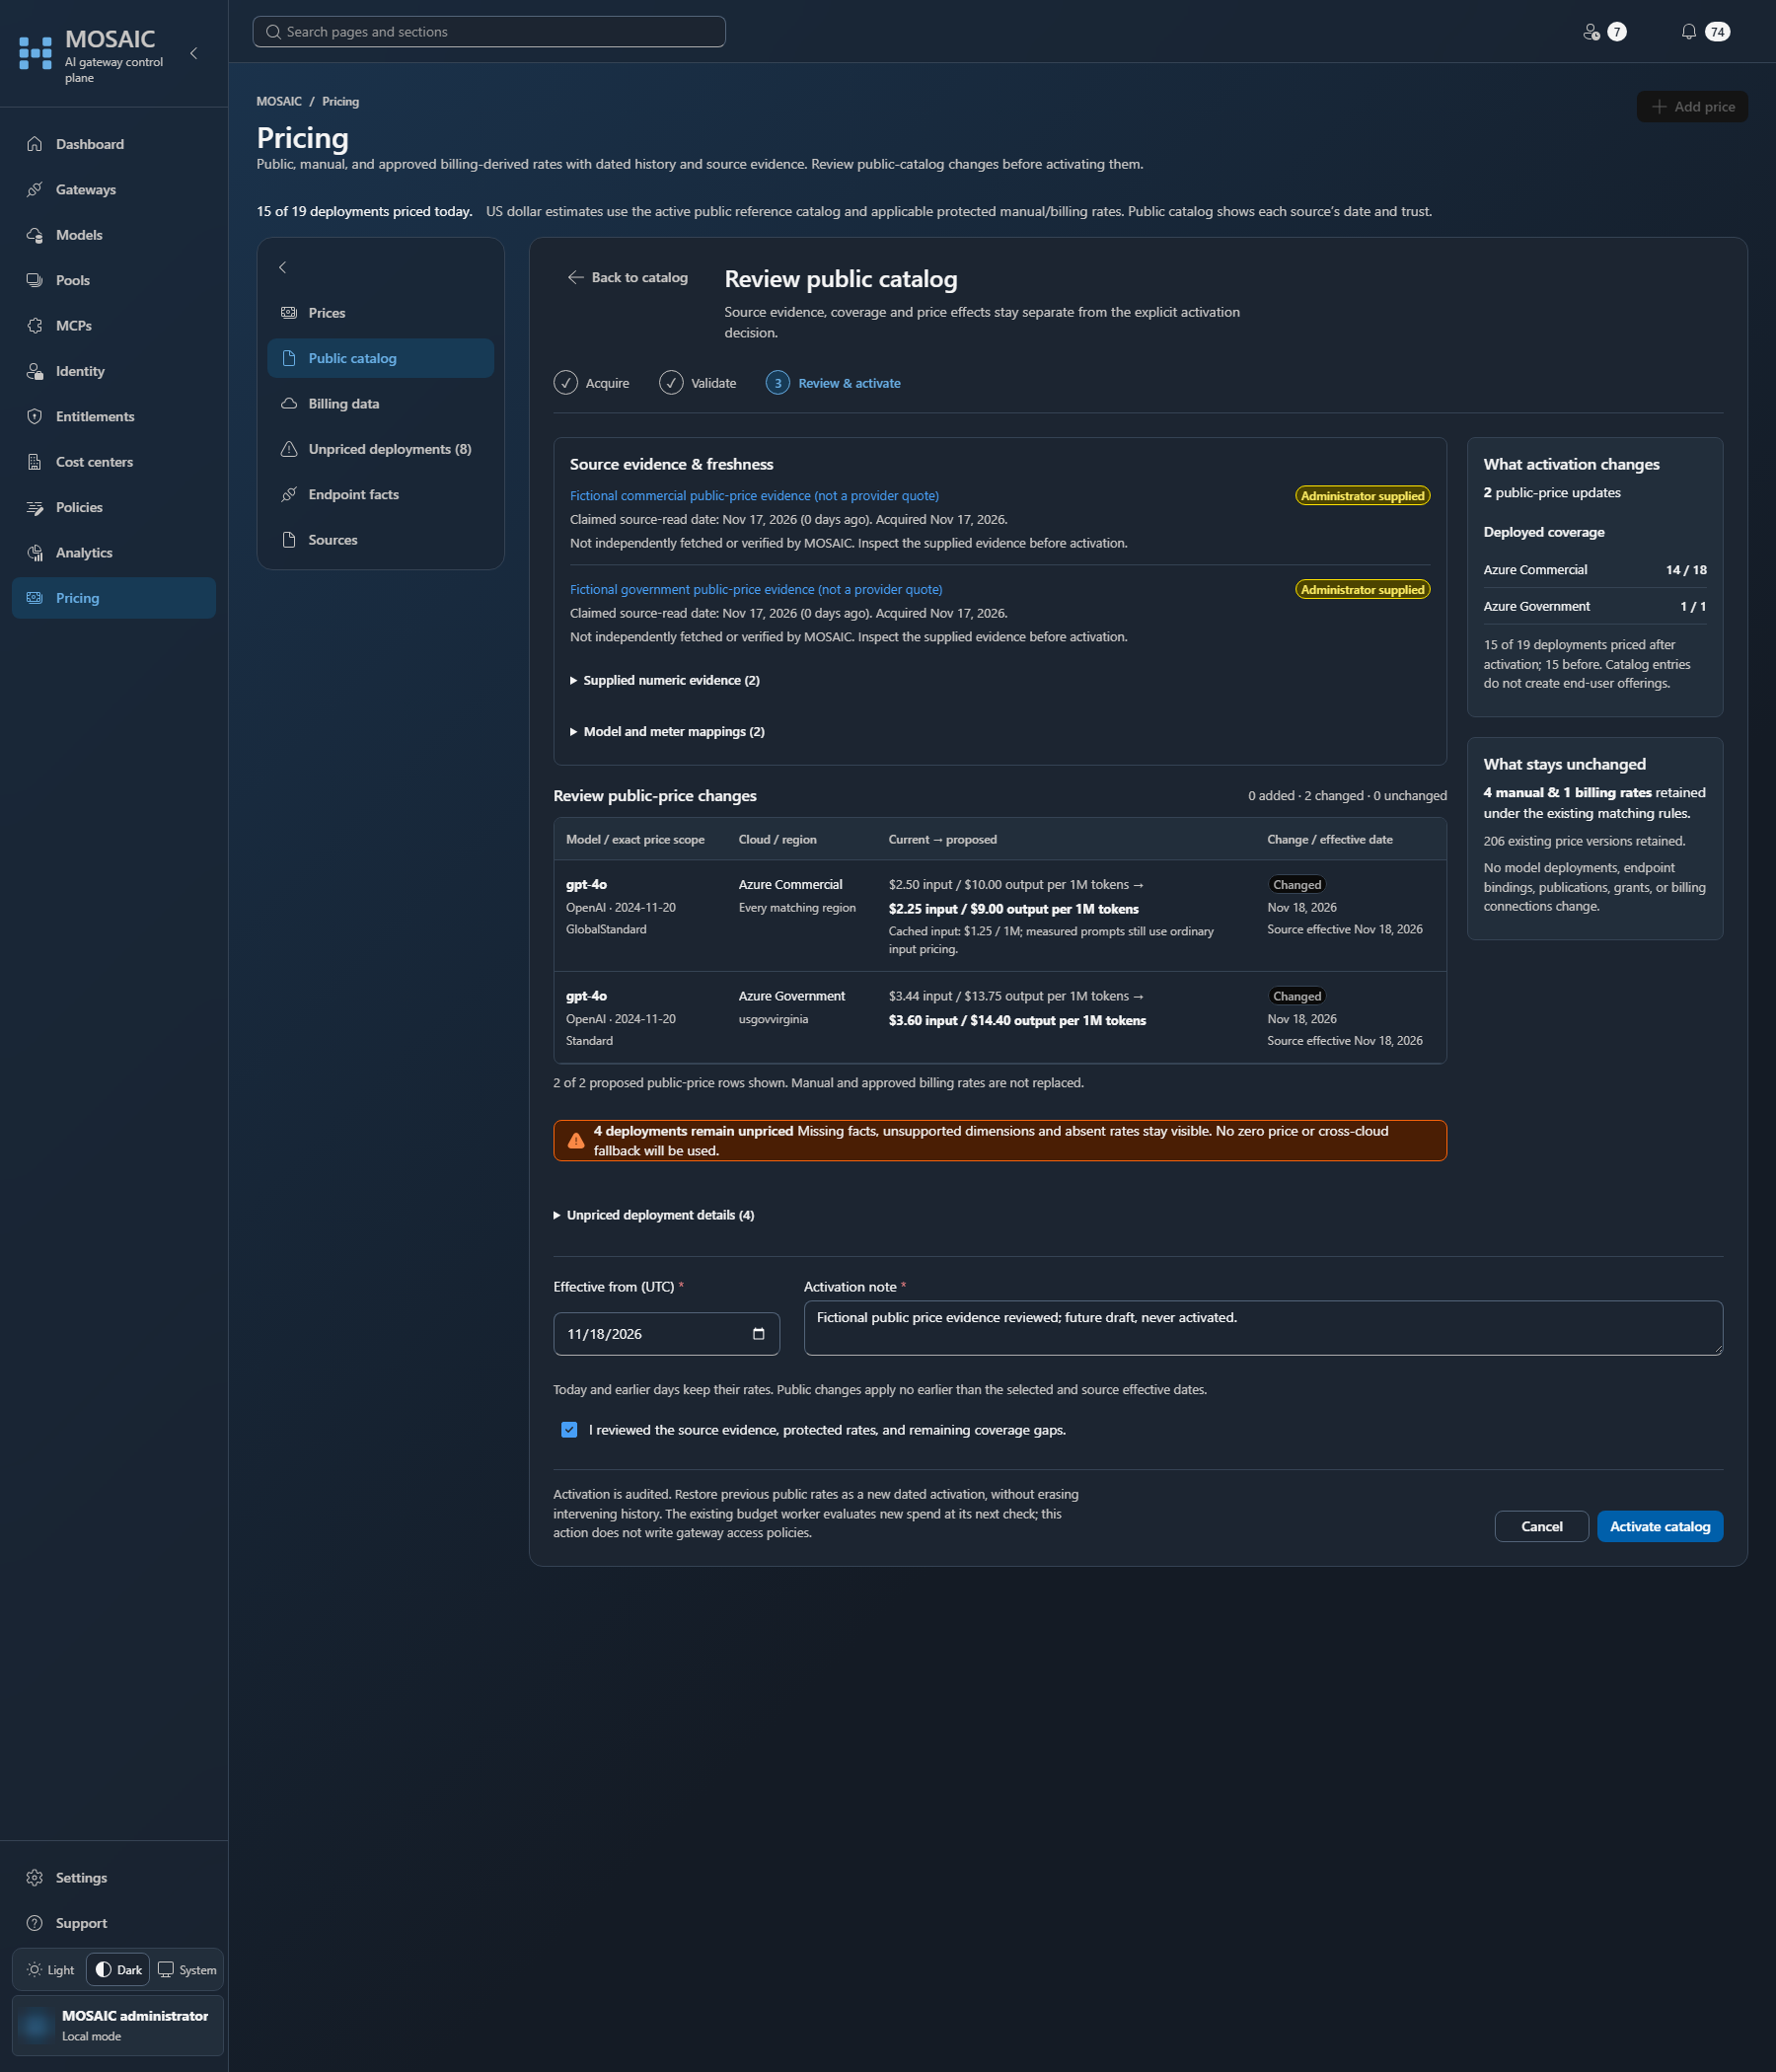 MOSAIC
AI gateway control
plane
Search pages and sections
7
74
Dashboard
Gateways
Models
Pools
MCPs
Identity
Entitlements
Cost centers
Policies
Analytics
Pricing
MOSAIC / Pricing
Add price
Pricing
Public, manual, and approved billing-derived rates with dated history and source evidence. Review public-catalog changes before activating them.
15 of 19 deployments priced today. US dollar estimates use the active public reference catalog and applicable protected manual/billing rates. Public catalog shows each source's date and trust.
Prices
Public catalog
Billing data
Unpriced deployments (8)
Endpoint facts
Sources
Back to catalog
Review public catalog
Source evidence, coverage and price effects stay separate from the explicit activation
decision.
Acquire
Validate
3 Review & activate
Source evidence & freshness
Fictional commercial public-price evidence (not a provider quote)
Administrator supplied
Claimed source-read date: Nov 17, 2026 (0 days ago). Acquired Nov 17, 2026.
Not independently fetched or verified by MOSAIC. Inspect the supplied evidence before activation.
Fictional government public-price evidence (not a provider quote)
Administrator supplied
Claimed source-read date: Nov 17, 2026 (0 days ago). Acquired Nov 17, 2026.
Not independently fetched or verified by MOSAIC. Inspect the supplied evidence before activation.
Supplied numeric evidence (2)
Model and meter mappings (2)
Review public-price changes
0 added · 2 changed · 0 unchanged
Model / exact price scope
Cloud / region
Current → proposed
Change / effective date
gpt-4o
OpenAI · 2024-11-20
GlobalStandard
Azure Commercial
Every matching region
$2.50 input / $10.00 output per 1M tokens →
$2.25 input / $9.00 output per 1M tokens
Cached input: $1.25 / 1M; measured prompts still use ordinary
input pricing.
Changed
Nov 18, 2026
Source effective Nov 18, 2026
gpt-4o
OpenAI · 2024-11-20
Standard
Azure Government
usgovvirginia
$3.44 input / $13.75 output per 1M tokens →
$3.60 input / $14.40 output per 1M tokens
Changed
Nov 18, 2026
Source effective Nov 18, 2026
2 of 2 proposed public-price rows shown. Manual and approved billing rates are not replaced.
4 deployments remain unpriced Missing facts, unsupported dimensions and absent rates stay visible. No zero price or cross-cloud
fallback will be used.
Unpriced deployment details (4)
What activation changes
2 public-price updates
Deployed coverage
Azure Commercial 14 / 18
Azure Government 1 / 1
15 of 19 deployments priced after
activation; 15 before. Catalog entries
do not create end-user offerings.
What stays unchanged
4 manual & 1 billing rates retained
under the existing matching rules.
206 existing price versions retained.
No model deployments, endpoint
bindings, publications, grants, or billing
connections change.
Effective from (UTC) *
11/18/2026
Activation note *
Fictional public price evidence reviewed; future draft, never activated.
Today and earlier days keep their rates. Public changes apply no earlier than the selected and source effective dates.
I reviewed the source evidence, protected rates, and remaining coverage gaps.
Activation is audited. Restore previous public rates as a new dated activation, without erasing
intervening history. The existing budget worker evaluates new spend at its next check; this
action does not write gateway access policies.
Cancel
Activate catalog
Settings
Support
Light
Dark
System
MOSAIC administrator
Local mode